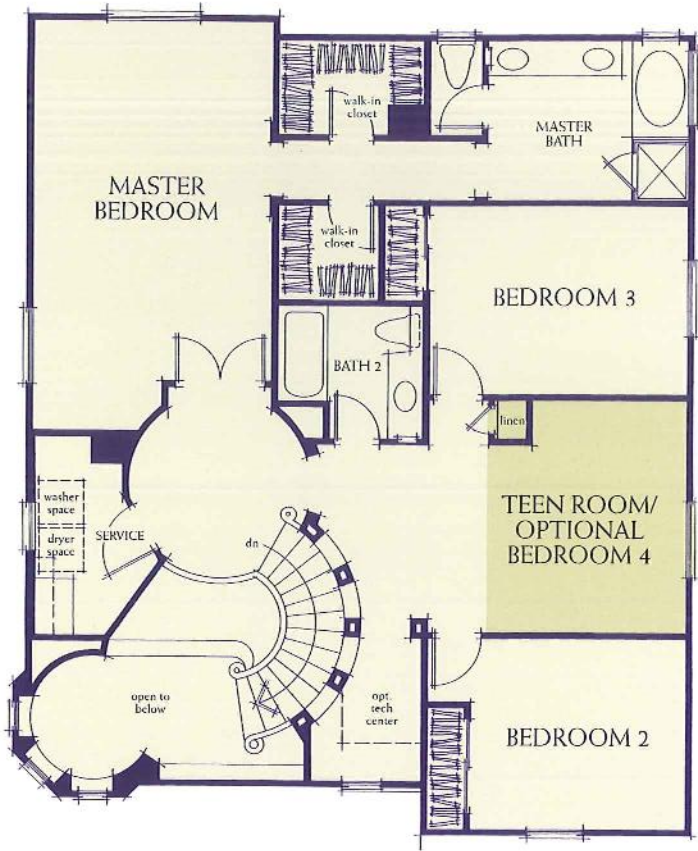 walk-in
closet
MASTER
BATH
MASTER
BEDROOM
walk-in
closet
BEDROOM 3
BATH 2
linen
TEEN ROOM/
OPTIONAL
BEDROOM 4
washer
space
dryer
space
SERVICE
dn
open to
below
opt.
tech
center
BEDROOM 2